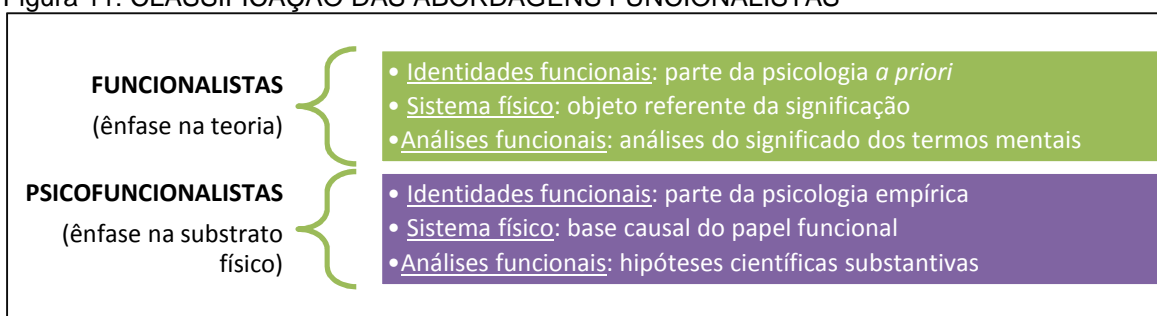 Figura 11: CLASSIFICAÇÃO DAS ABORDAGENS FUNCIONALISTAS
FUNCIONALISTAS
(ênfase na teoria)
• Identidades funcionais: parte da psicologia a priori
• Sistema físico: objeto referente da significação
•Análises funcionais: análises do significado dos termos mentais
PSICOFUNCIONALISTAS
(ênfase na substrato
físico)
• Identidades funcionais: parte da psicologia empírica
• Sistema físico: base causal do papel funcional
•Análises funcionais: hipóteses científicas substantivas